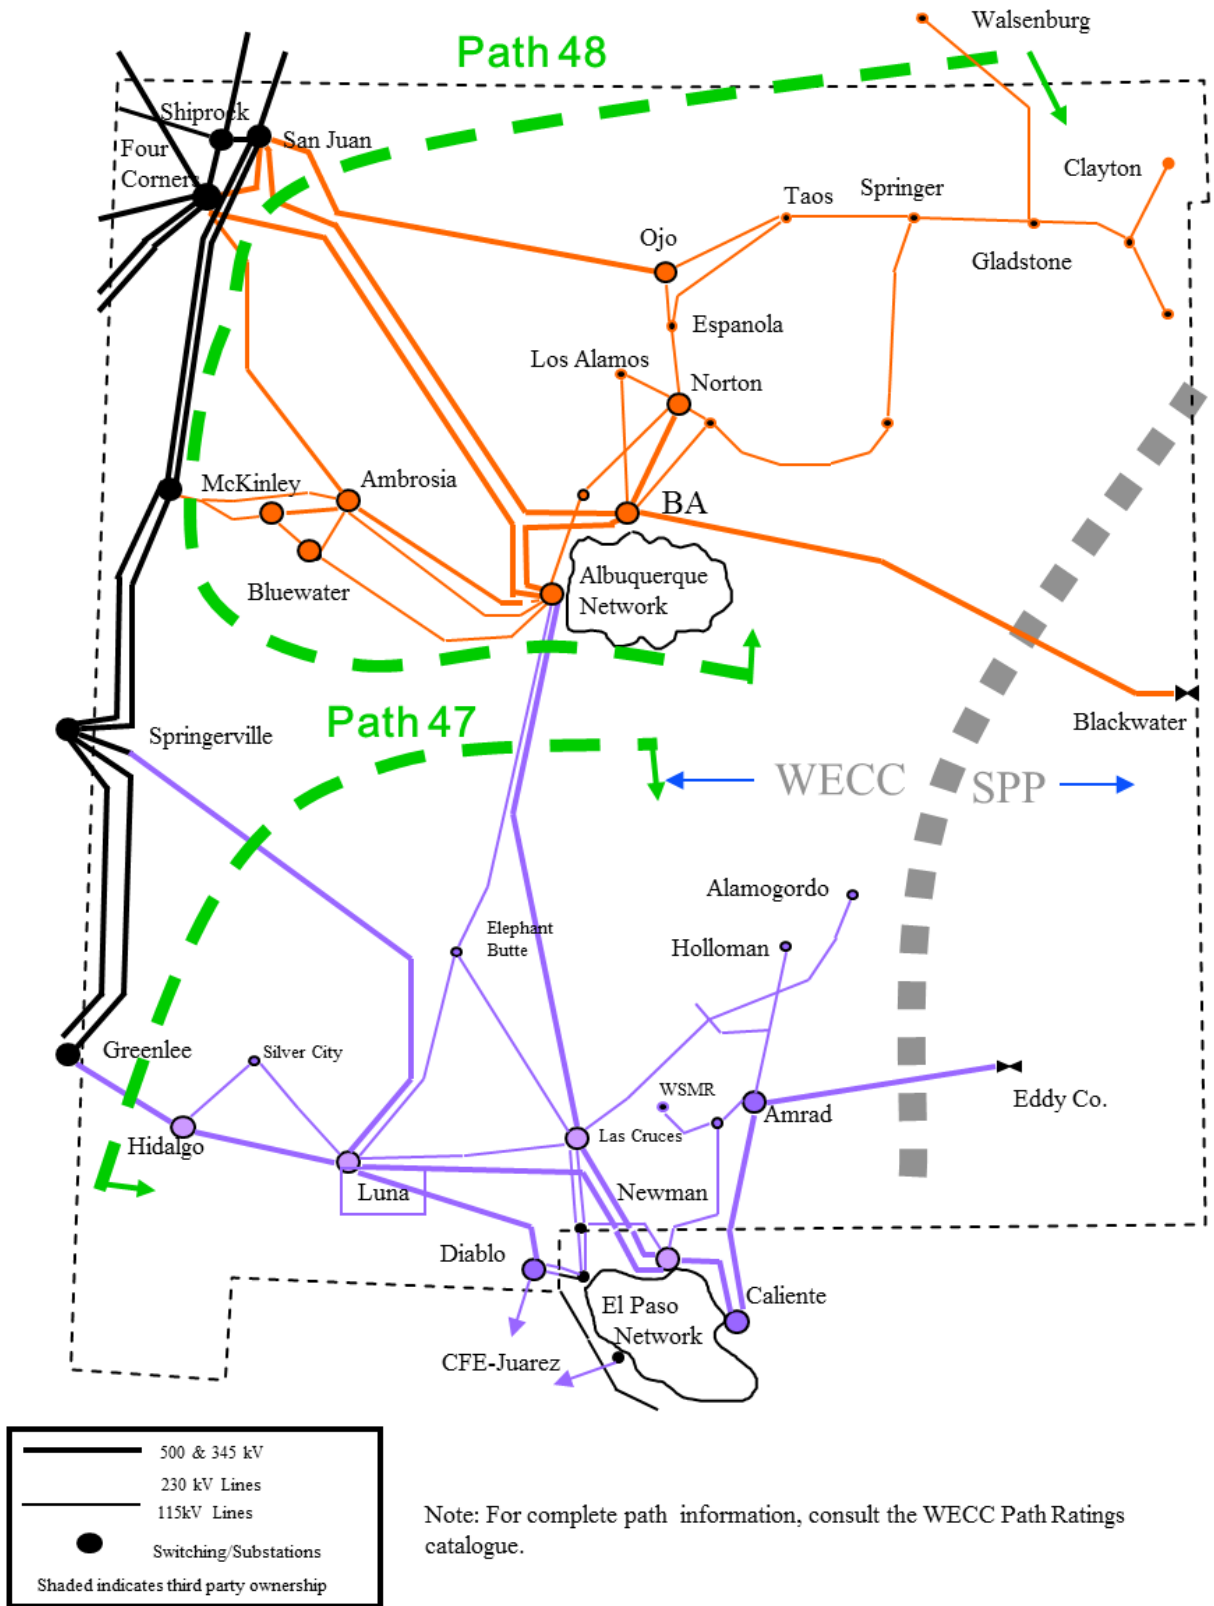 Path 48
Walsenburg
Shiprock
San Juan
Four
Corners
Clayton
Taos
Springer
Ojo
Gladstone
Espanola
Los Alamos
Norton
McKinley
Ambrosia
BA
Bluewater
Albuquerque
Network
Path 47
Springerville
Blackwater
WECC
SPP
Alamogordo
Elephant
Butte
Holloman
Greenlee
Silver City
WSMR
Eddy Co.
Amrad
Hidalgo
Las Cruces
Luna
Newman
Diablo
Caliente
El Paso
Network
CFE-Juarez
500 & 345 kV
230 kV Lines
115kV Lines
Switching/Substations
Shaded indicates third party ownership
Note: For complete path information, consult the WECC Path Ratings
catalogue.